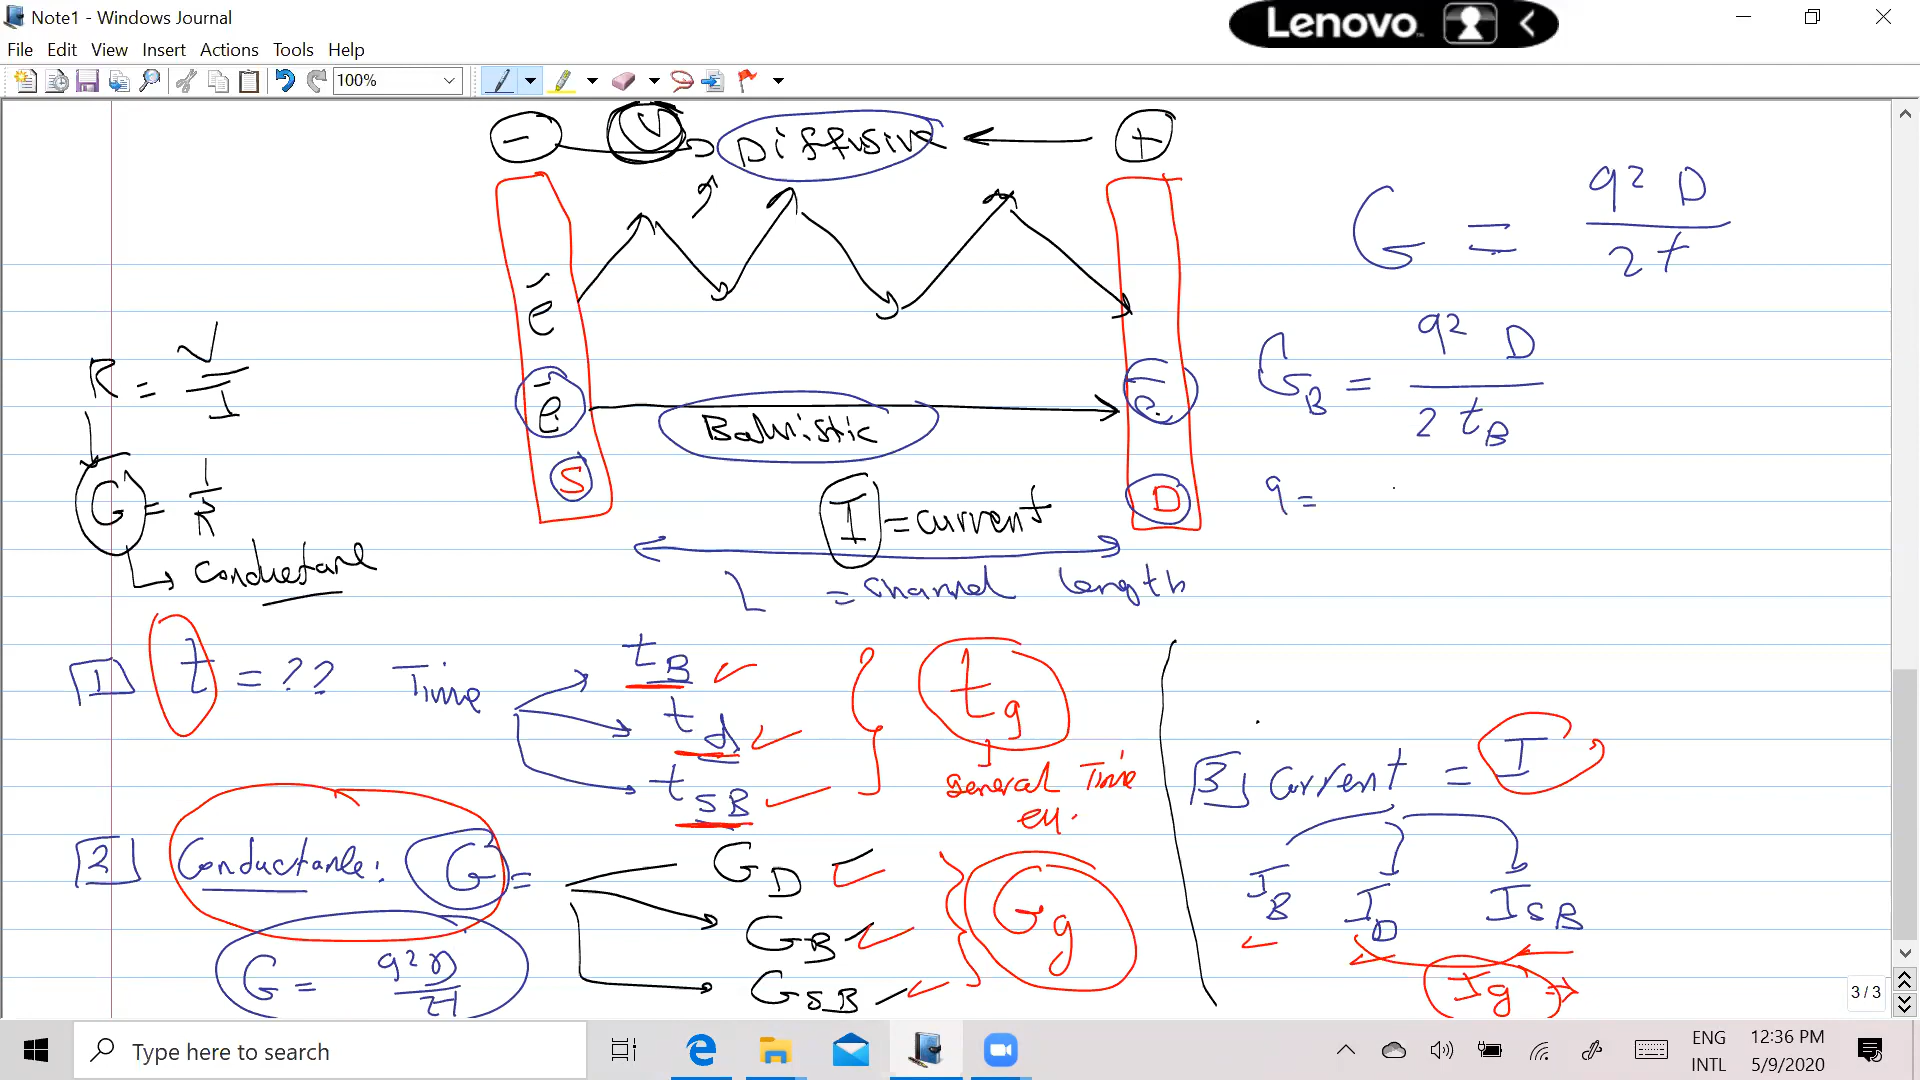 Note1 - Windows Journal
Lenovo
File Edit View Insert Actions Tools Help
100%
- V Diffusive +
G = q² D / 2t
e
R = V / I
e Ballistic e
G_B = q² D / 2 t_B
S D
G = 1 / R
I = current
q =
Conductance
L = channel length
1 t = ?? Time
t_B
t_d
t_SB
t_g
general Time
3 Current = I
2 Conductance: G =
G_D
G_B
G_SB
G_g
I_B I_D I_SB
I_g
G = q² D / 2t
3 / 3
Type here to search
ENG
INTL
12:36 PM
5/9/2020